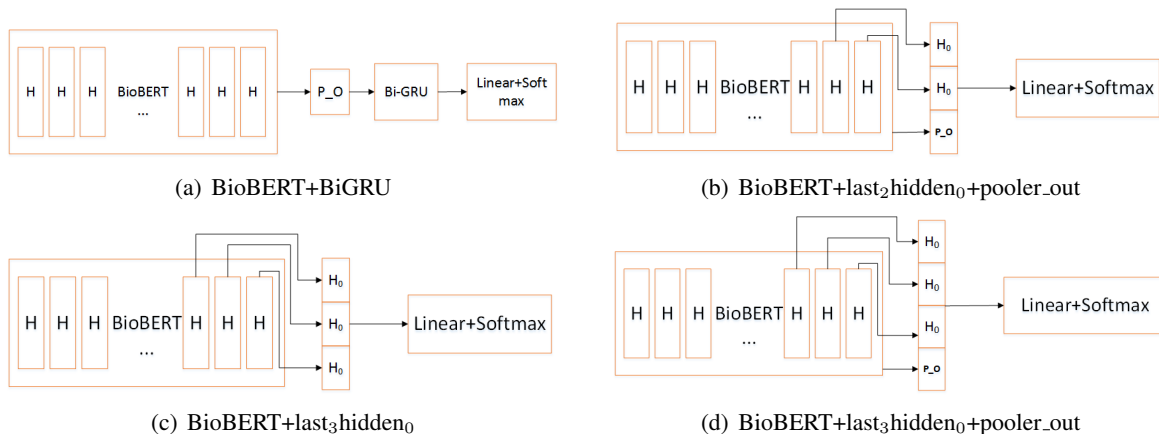 H H H BioBERT ... H H H
P_O
Bi-GRU
Linear+Soft
max
(a) BioBERT+BiGRU
H H H BioBERT ... H H H
H₀
H₀
P_O
Linear+Softmax
(b) BioBERT+last₂hidden₀+pooler_out
H H H BioBERT ... H H H
H₀
H₀
H₀
Linear+Softmax
(c) BioBERT+last₃hidden₀
H H H BioBERT ... H H H
H₀
H₀
H₀
P_O
Linear+Softmax
(d) BioBERT+last₃hidden₀+pooler_out